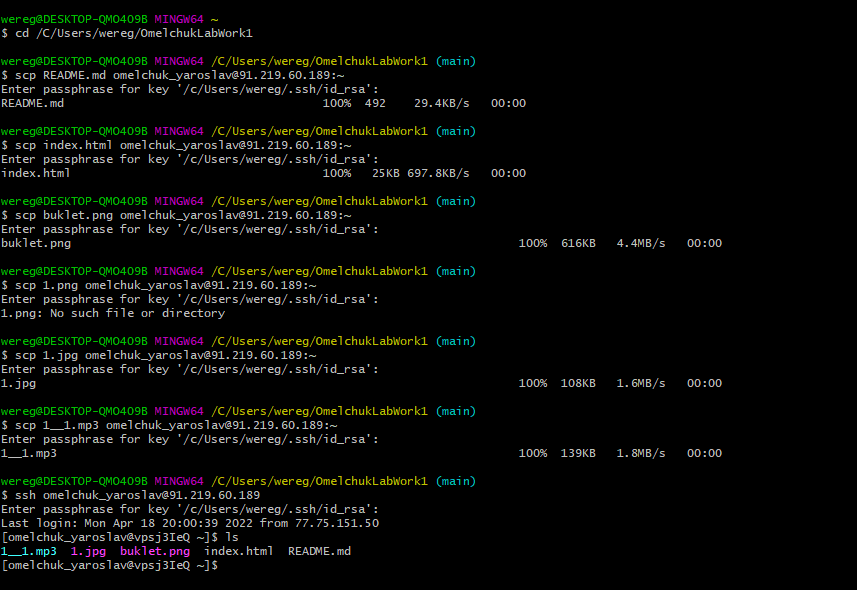 wereg@DESKTOP-QMO4O9B MINGW64 ~
$ cd /C/Users/wereg/OmelchukLabWork1
wereg@DESKTOP-QMO4O9B MINGW64 /C/Users/wereg/OmelchukLabWork1 (main)
$ scp README.md omelchuk_yaroslav@91.219.60.189:~
Enter passphrase for key '/c/Users/wereg/.ssh/id_rsa':
README.md 100% 492 29.4KB/s 00:00
wereg@DESKTOP-QMO4O9B MINGW64 /C/Users/wereg/OmelchukLabWork1 (main)
$ scp index.html omelchuk_yaroslav@91.219.60.189:~
Enter passphrase for key '/c/Users/wereg/.ssh/id_rsa':
index.html 100% 25KB 697.8KB/s 00:00
wereg@DESKTOP-QMO4O9B MINGW64 /C/Users/wereg/OmelchukLabWork1 (main)
$ scp buklet.png omelchuk_yaroslav@91.219.60.189:~
Enter passphrase for key '/c/Users/wereg/.ssh/id_rsa':
buklet.png 100% 616KB 4.4MB/s 00:00
wereg@DESKTOP-QMO4O9B MINGW64 /C/Users/wereg/OmelchukLabWork1 (main)
$ scp 1.png omelchuk_yaroslav@91.219.60.189:~
Enter passphrase for key '/c/Users/wereg/.ssh/id_rsa':
1.png: No such file or directory
wereg@DESKTOP-QMO4O9B MINGW64 /C/Users/wereg/OmelchukLabWork1 (main)
$ scp 1.jpg omelchuk_yaroslav@91.219.60.189:~
Enter passphrase for key '/c/Users/wereg/.ssh/id_rsa':
1.jpg 100% 108KB 1.6MB/s 00:00
wereg@DESKTOP-QMO4O9B MINGW64 /C/Users/wereg/OmelchukLabWork1 (main)
$ scp 1__1.mp3 omelchuk_yaroslav@91.219.60.189:~
Enter passphrase for key '/c/Users/wereg/.ssh/id_rsa':
1__1.mp3 100% 139KB 1.8MB/s 00:00
wereg@DESKTOP-QMO4O9B MINGW64 /C/Users/wereg/OmelchukLabWork1 (main)
$ ssh omelchuk_yaroslav@91.219.60.189
Enter passphrase for key '/c/Users/wereg/.ssh/id_rsa':
Last login: Mon Apr 18 20:00:39 2022 from 77.75.151.50
[omelchuk_yaroslav@vpsj3IeQ ~]$ ls
1__1.mp3 1.jpg buklet.png index.html README.md
[omelchuk_yaroslav@vpsj3IeQ ~]$